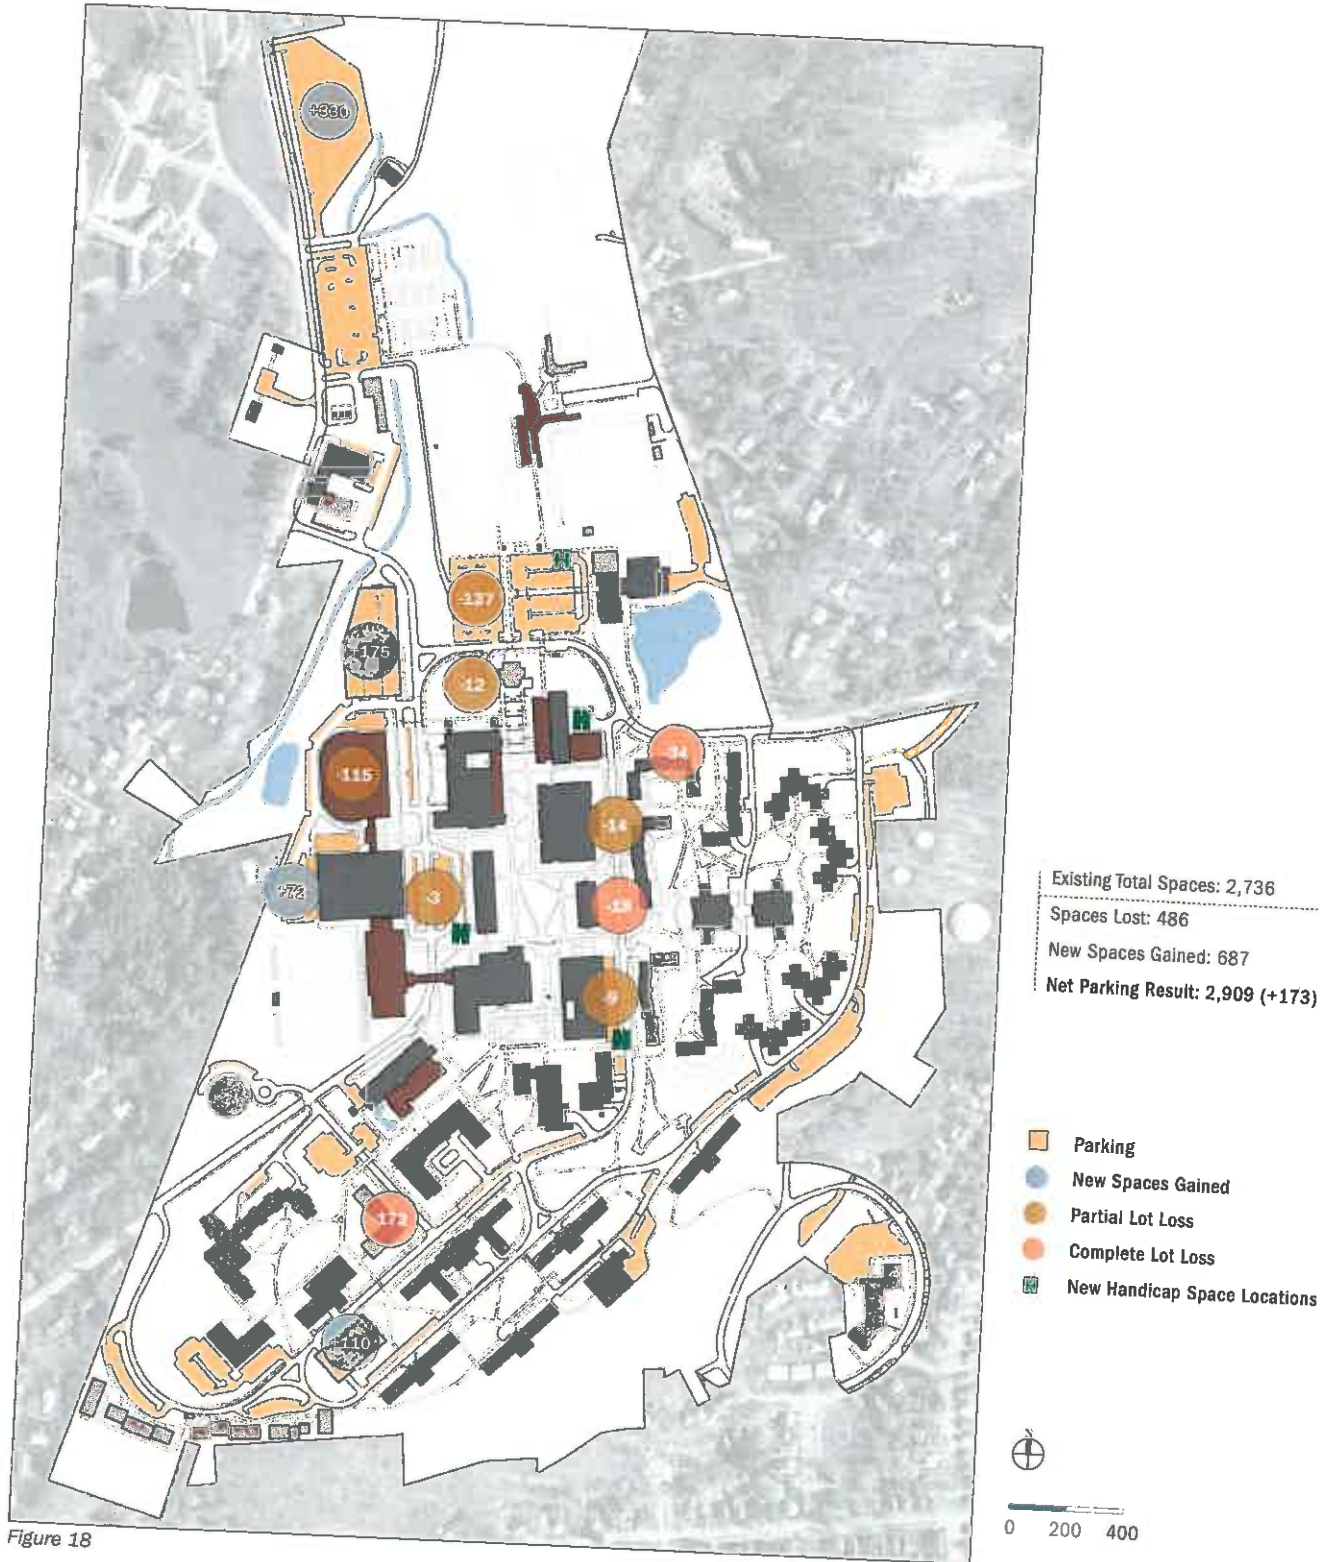 +330
-137
+175
-12
-34
-115
-14
+72
-3
-9
-172
110
Existing Total Spaces: 2,736
Spaces Lost: 486
New Spaces Gained: 687
Net Parking Result: 2,909 (+173)
Parking
New Spaces Gained
Partial Lot Loss
Complete Lot Loss
New Handicap Space Locations
N
0 200 400
Figure 18